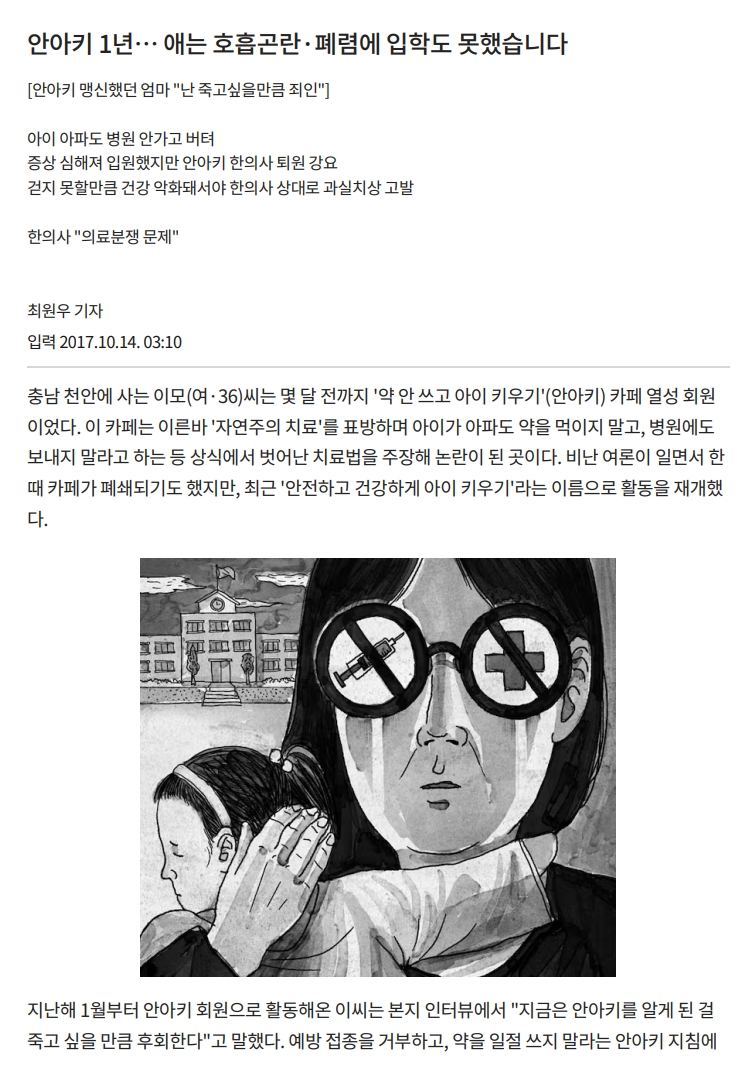 안아키 1년… 애는 호흡곤란·폐렴에 입학도 못했습니다
[안아키 맹신했던 엄마 "난 죽고싶을만큼 죄인"]
아이 아파도 병원 안가고 버텨
증상 심해져 입원했지만 안아키 한의사 퇴원 강요
걷지 못할만큼 건강 악화돼서야 한의사 상대로 과실치상 고발
한의사 "의료분쟁 문제"
최원우 기자
입력 2017.10.14. 03:10
충남 천안에 사는 이모(여·36)씨는 몇 달 전까지 '약 안 쓰고 아이 키우기'(안아키) 카페 열성 회원
이었다. 이 카페는 이른바 '자연주의 치료'를 표방하며 아이가 아파도 약을 먹이지 말고, 병원에도
보내지 말라고 하는 등 상식에서 벗어난 치료법을 주장해 논란이 된 곳이다. 비난 여론이 일면서 한
때 카페가 폐쇄되기도 했지만, 최근 '안전하고 건강하게 아이 키우기'라는 이름으로 활동을 재개했
다.
지난해 1월부터 안아키 회원으로 활동해온 이씨는 본지 인터뷰에서 "지금은 안아키를 알게 된 걸
죽고 싶을 만큼 후회한다"고 말했다. 예방 접종을 거부하고, 약을 일절 쓰지 말라는 안아키 지침에